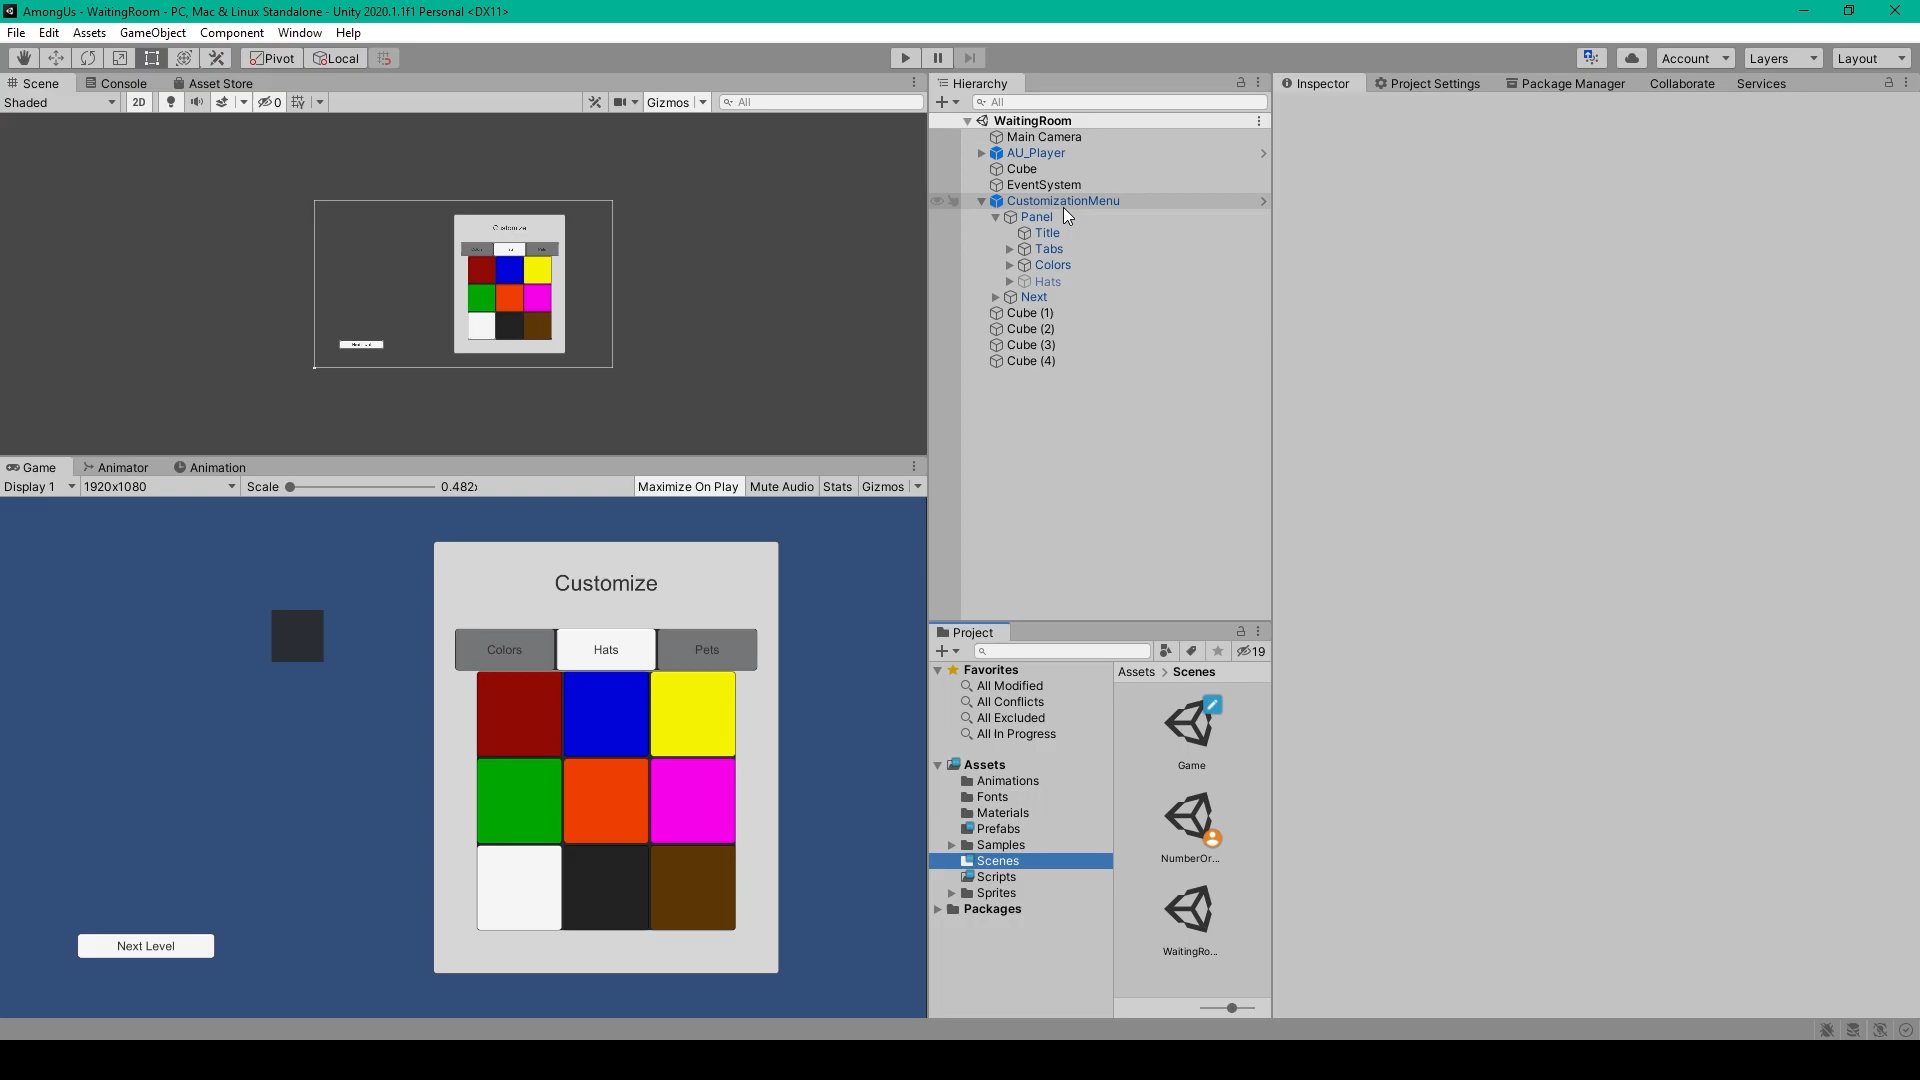 AmongUs - WaitingRoom - PC, Mac & Linux Standalone - Unity 2020.1.1f1 Personal <DX11>
File Edit Assets GameObject Component Window Help
Pivot Local Account Layers Layout
Scene Console Asset Store
Shaded 2D 0 Gizmos All
Customize
Game Animator Animation
Display 1 1920x1080 Scale 0.482x Maximize On Play Mute Audio Stats Gizmos
Customize
Colors Hats Pets
Next Level
Hierarchy
All
WaitingRoom
Main Camera
AU_Player
Cube
EventSystem
CustomizationMenu
Panel
Title
Tabs
Colors
Hats
Next
Cube (1)
Cube (2)
Cube (3)
Cube (4)
Project
19
Favorites
All Modified
All Conflicts
All Excluded
All In Progress
Assets
Animations
Fonts
Materials
Prefabs
Samples
Scenes
Scripts
Sprites
Packages
Assets > Scenes
Game
NumberOr...
WaitingRo...
Inspector Project Settings Package Manager Collaborate Services